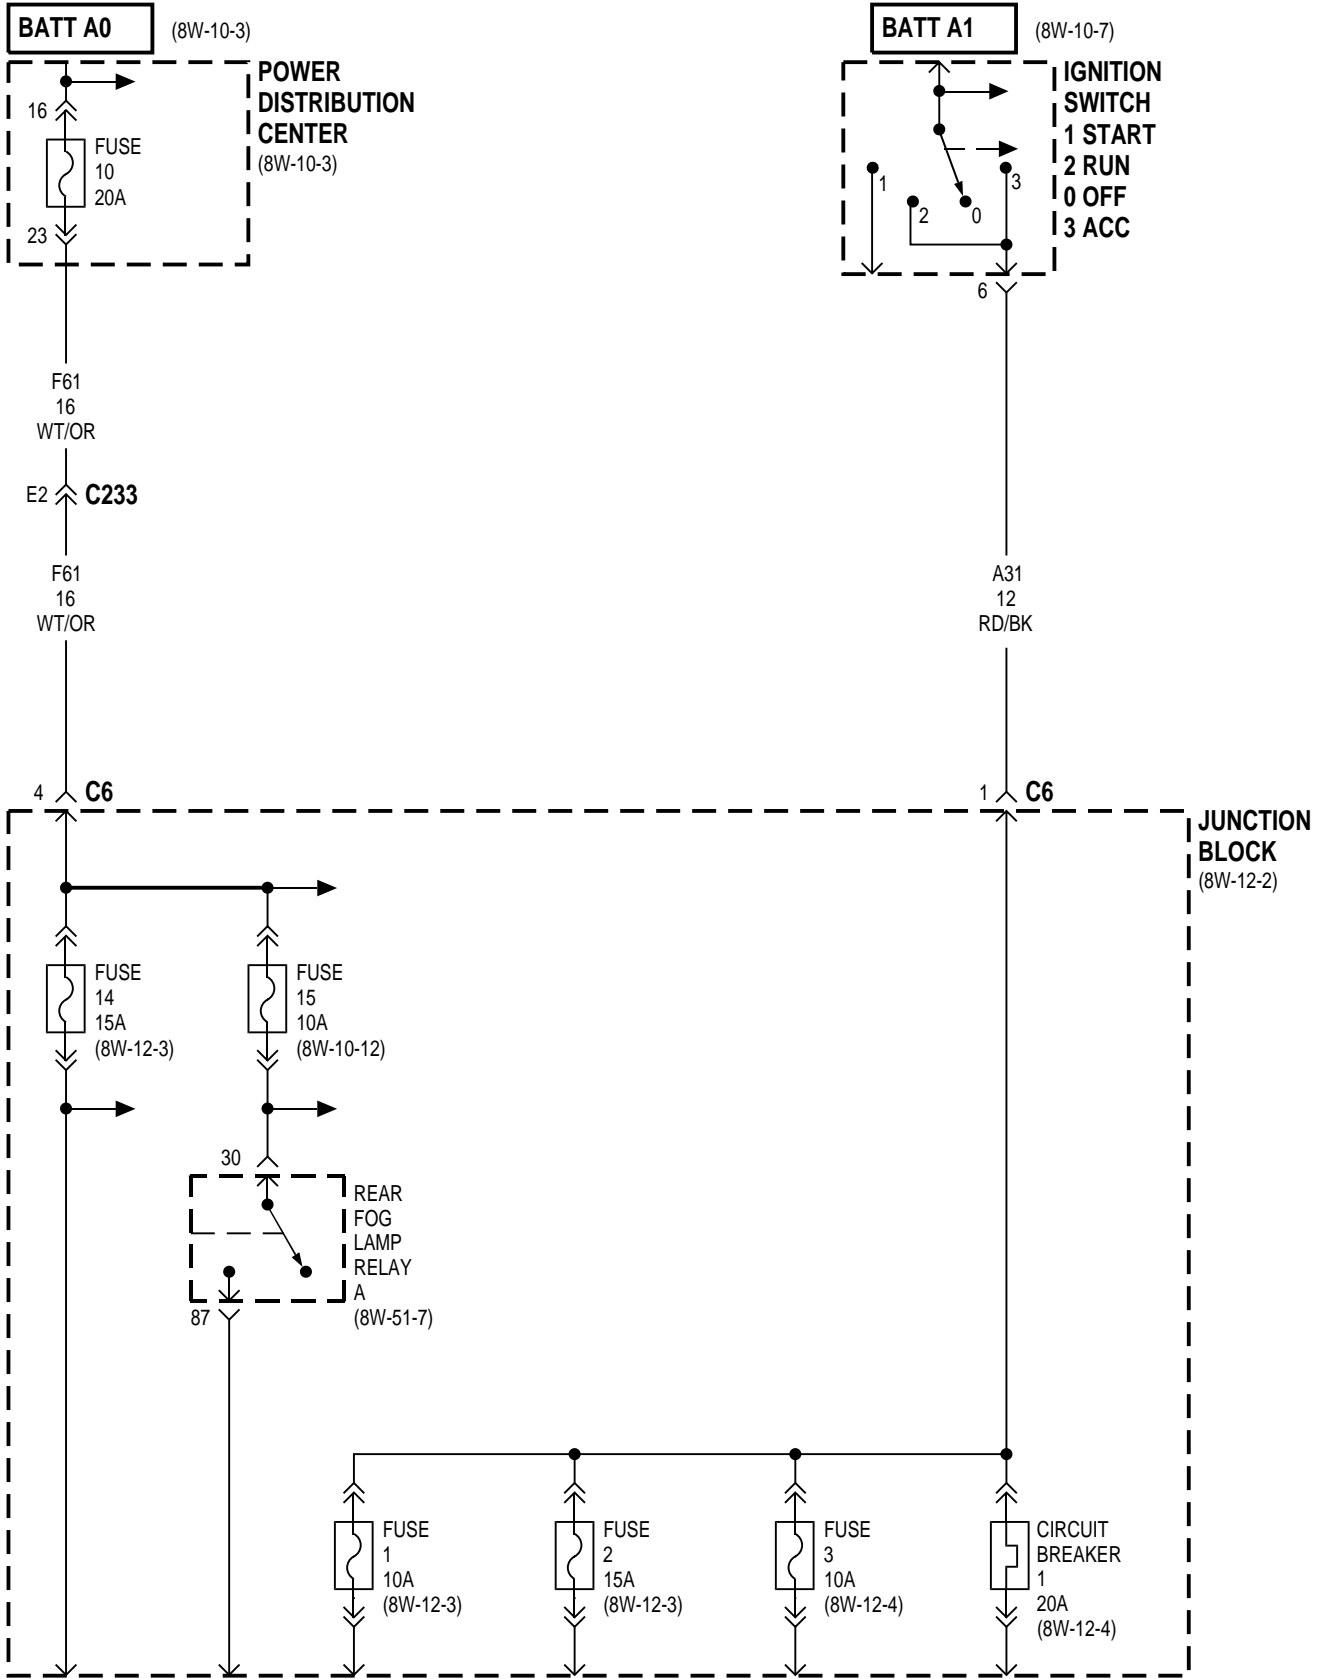 BATT A0
(8W-10-3)
BATT A1
(8W-10-7)
POWER
DISTRIBUTION
CENTER
(8W-10-3)
16
FUSE
10
20A
23
IGNITION
SWITCH
1 START
2 RUN
0 OFF
3 ACC
1
2
0
3
6
F61
16
WT/OR
E2
C233
F61
16
WT/OR
A31
12
RD/BK
4
C6
1
C6
JUNCTION
BLOCK
(8W-12-2)
FUSE
14
15A
(8W-12-3)
FUSE
15
10A
(8W-10-12)
30
REAR
FOG
LAMP
RELAY
A
(8W-51-7)
87
FUSE
1
10A
(8W-12-3)
FUSE
2
15A
(8W-12-3)
FUSE
3
10A
(8W-12-4)
CIRCUIT
BREAKER
1
20A
(8W-12-4)